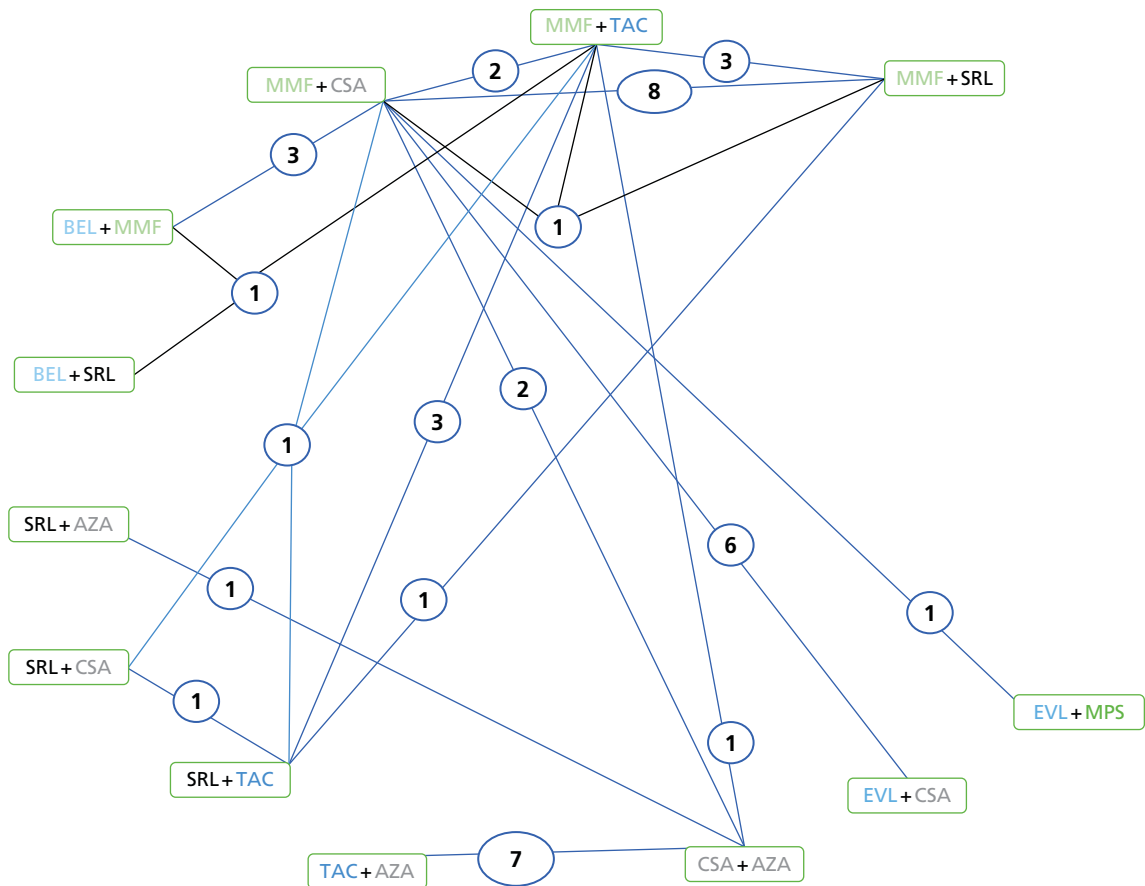 MMF+TAC
2
3
MMF+CSA
8
MMF+SRL
3
BEL+MMF
1
1
BEL+SRL
2
3
1
SRL+AZA
6
1
1
1
SRL+CSA
1
EVL+MPS
1
SRL+TAC
EVL+CSA
7
CSA+AZA
TAC+AZA